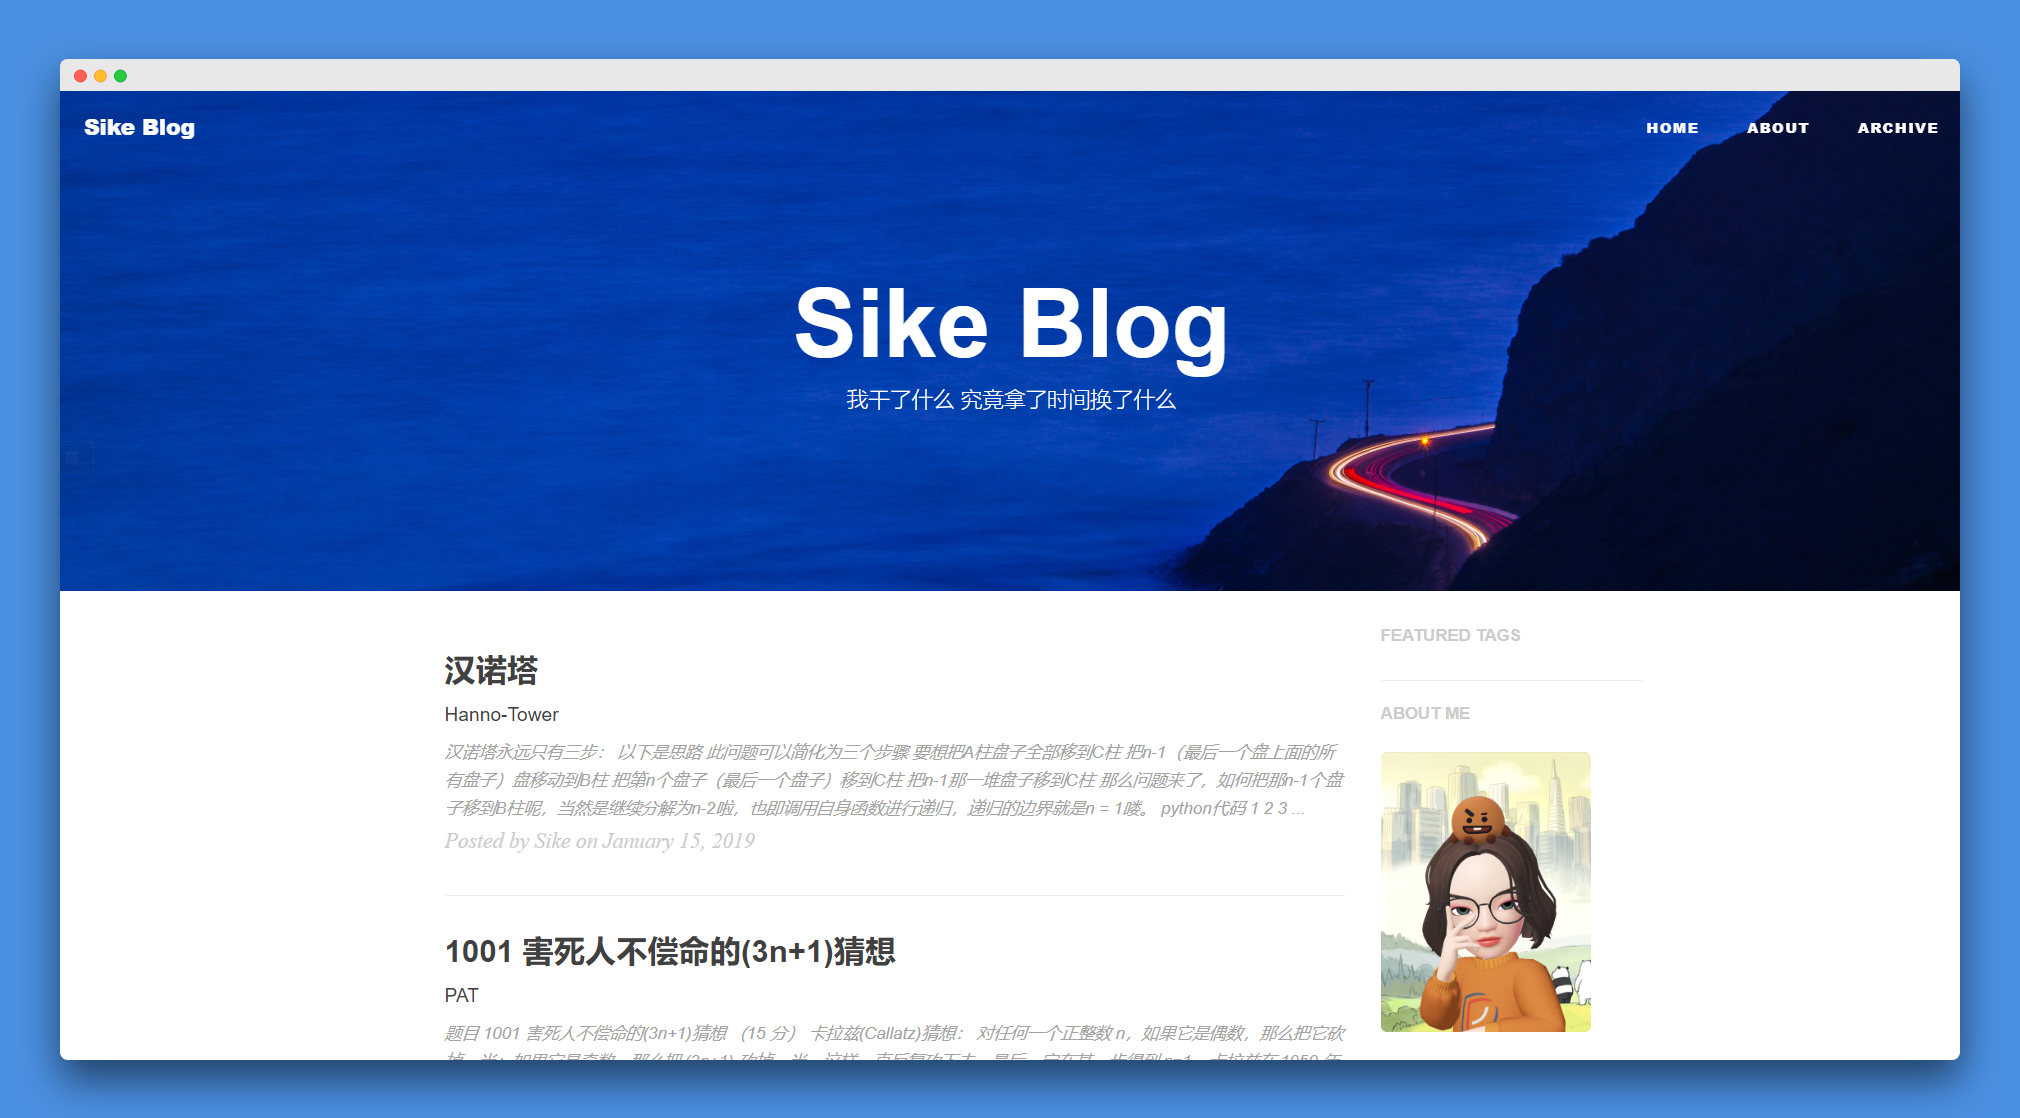 Sike Blog
HOME ABOUT ARCHIVE
Sike Blog
我干了什么 究竟拿了时间换了什么
FEATURED TAGS
ABOUT ME
汉诺塔
Hanno-Tower
汉诺塔永远只有三步： 以下是思路 此问题可以简化为三个步骤 要想把A柱盘子全部移到C柱 把n-1（最后一个盘上面的所
有盘子）盘移动到B柱 把第n个盘子（最后一个盘子）移到C柱 把n-1那一堆盘子移到C柱 那么问题来了，如何把那n-1个盘
子移到B柱呢，当然是继续分解为n-2啦，也即调用自身函数进行递归，递归的边界就是n = 1喽。 python代码 1 2 3 ...
Posted by Sike on January 15, 2019
1001 害死人不偿命的(3n+1)猜想
PAT
题目 1001 害死人不偿命的(3n+1)猜想 （15 分） 卡拉兹(Callatz)猜想： 对任何一个正整数 n，如果它是偶数，那么把它砍